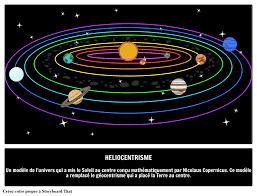 HELIOCENTRISME
Un modèle de l'univers qui a mis le Soleil au centre conçu mathématiquement par Nicolaus Copernicus. Ce modèle
a remplacé le géocentrisme qui a placé la Terre au centre.
Créez votre propre à Storyboard That